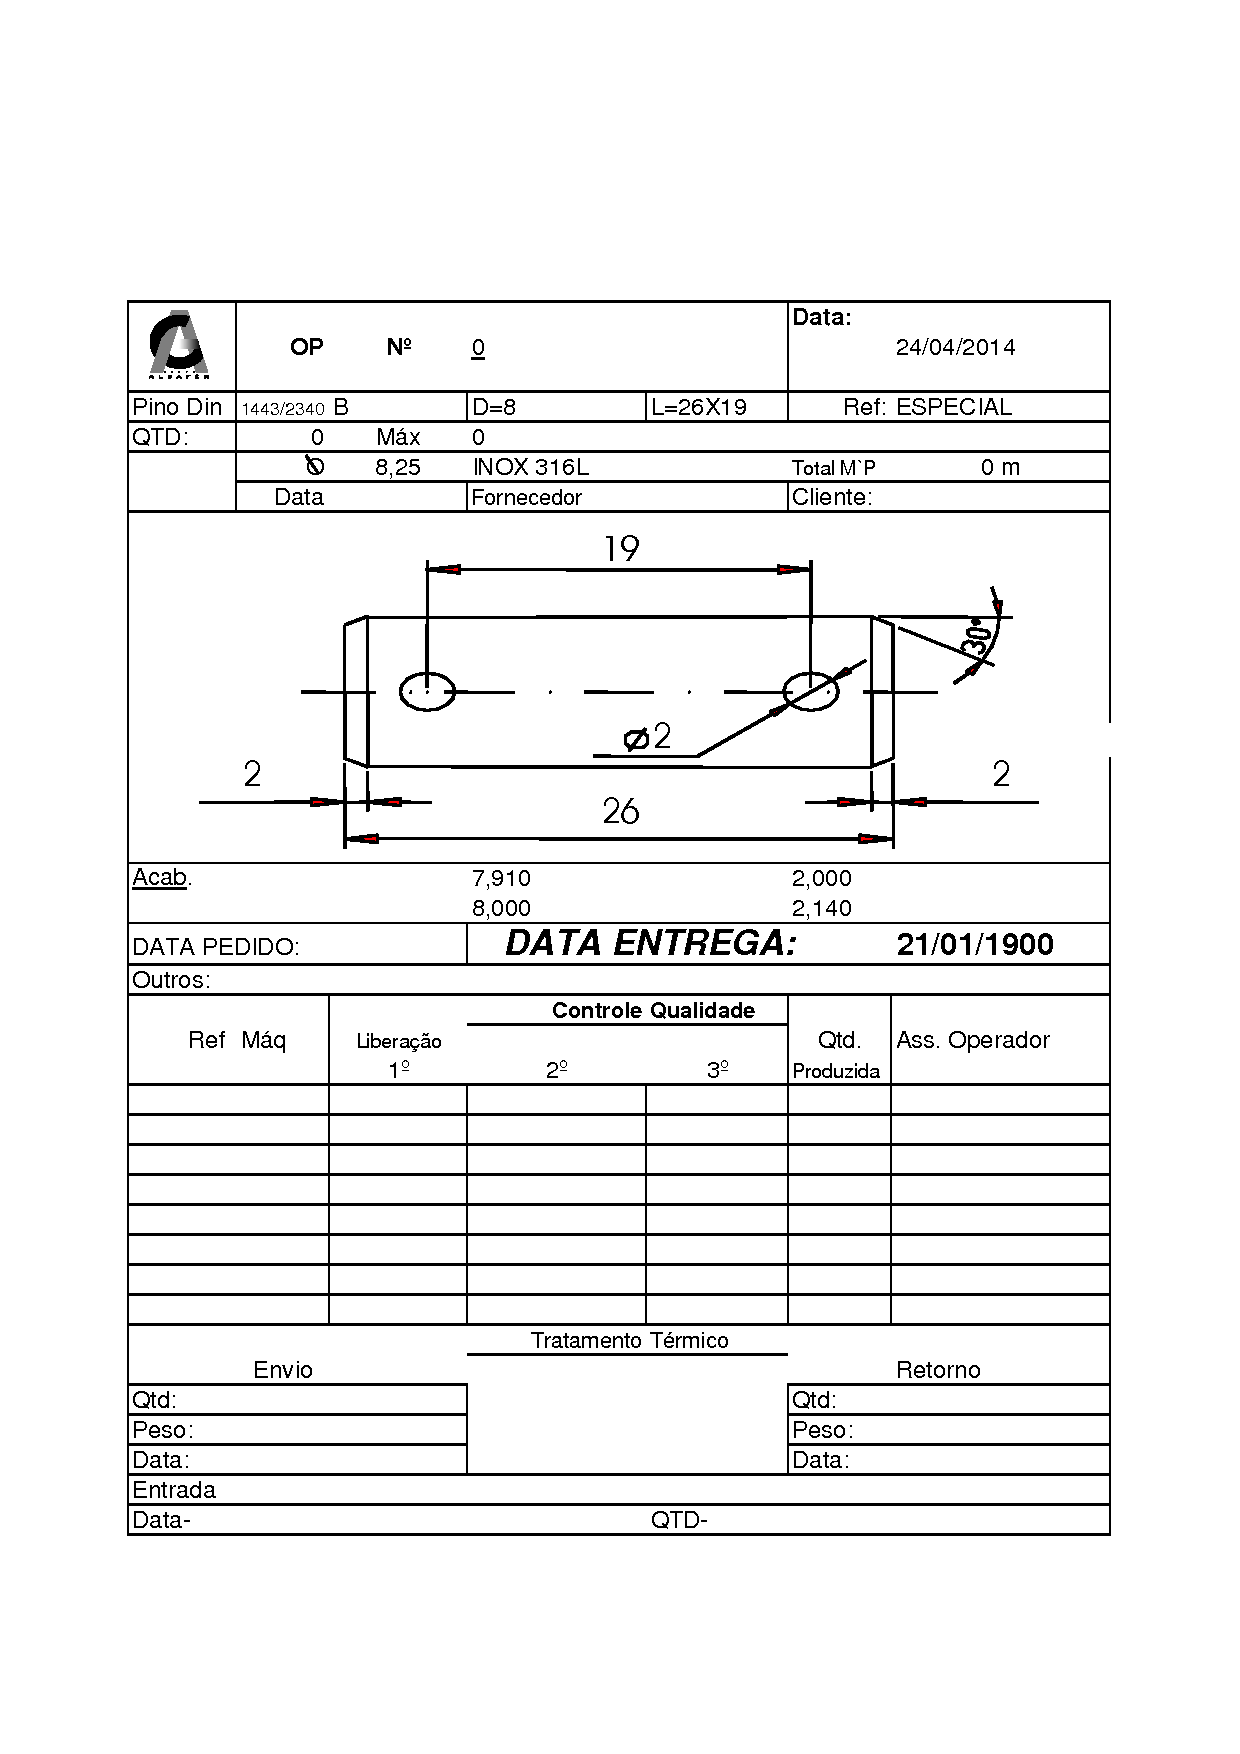 Data:
OP Nº 0 24/04/2014
Pino Din 1443/2340 B D=8 L=26X19 Ref: ESPECIAL
QTD: 0 Máx 0
Ø 8,25 INOX 316L Total M`P 0 m
Data Fornecedor Cliente:
19
30°
ø2
2 2
26
Acab. 7,910 2,000
8,000 2,140
DATA PEDIDO: DATA ENTREGA: 21/01/1900
Outros:
Controle Qualidade
Ref Máq Liberação Qtd. Ass. Operador
1º 2º 3º Produzida
Tratamento Térmico
Envio Retorno
Qtd: Qtd:
Peso: Peso:
Data: Data:
Entrada
Data- QTD-